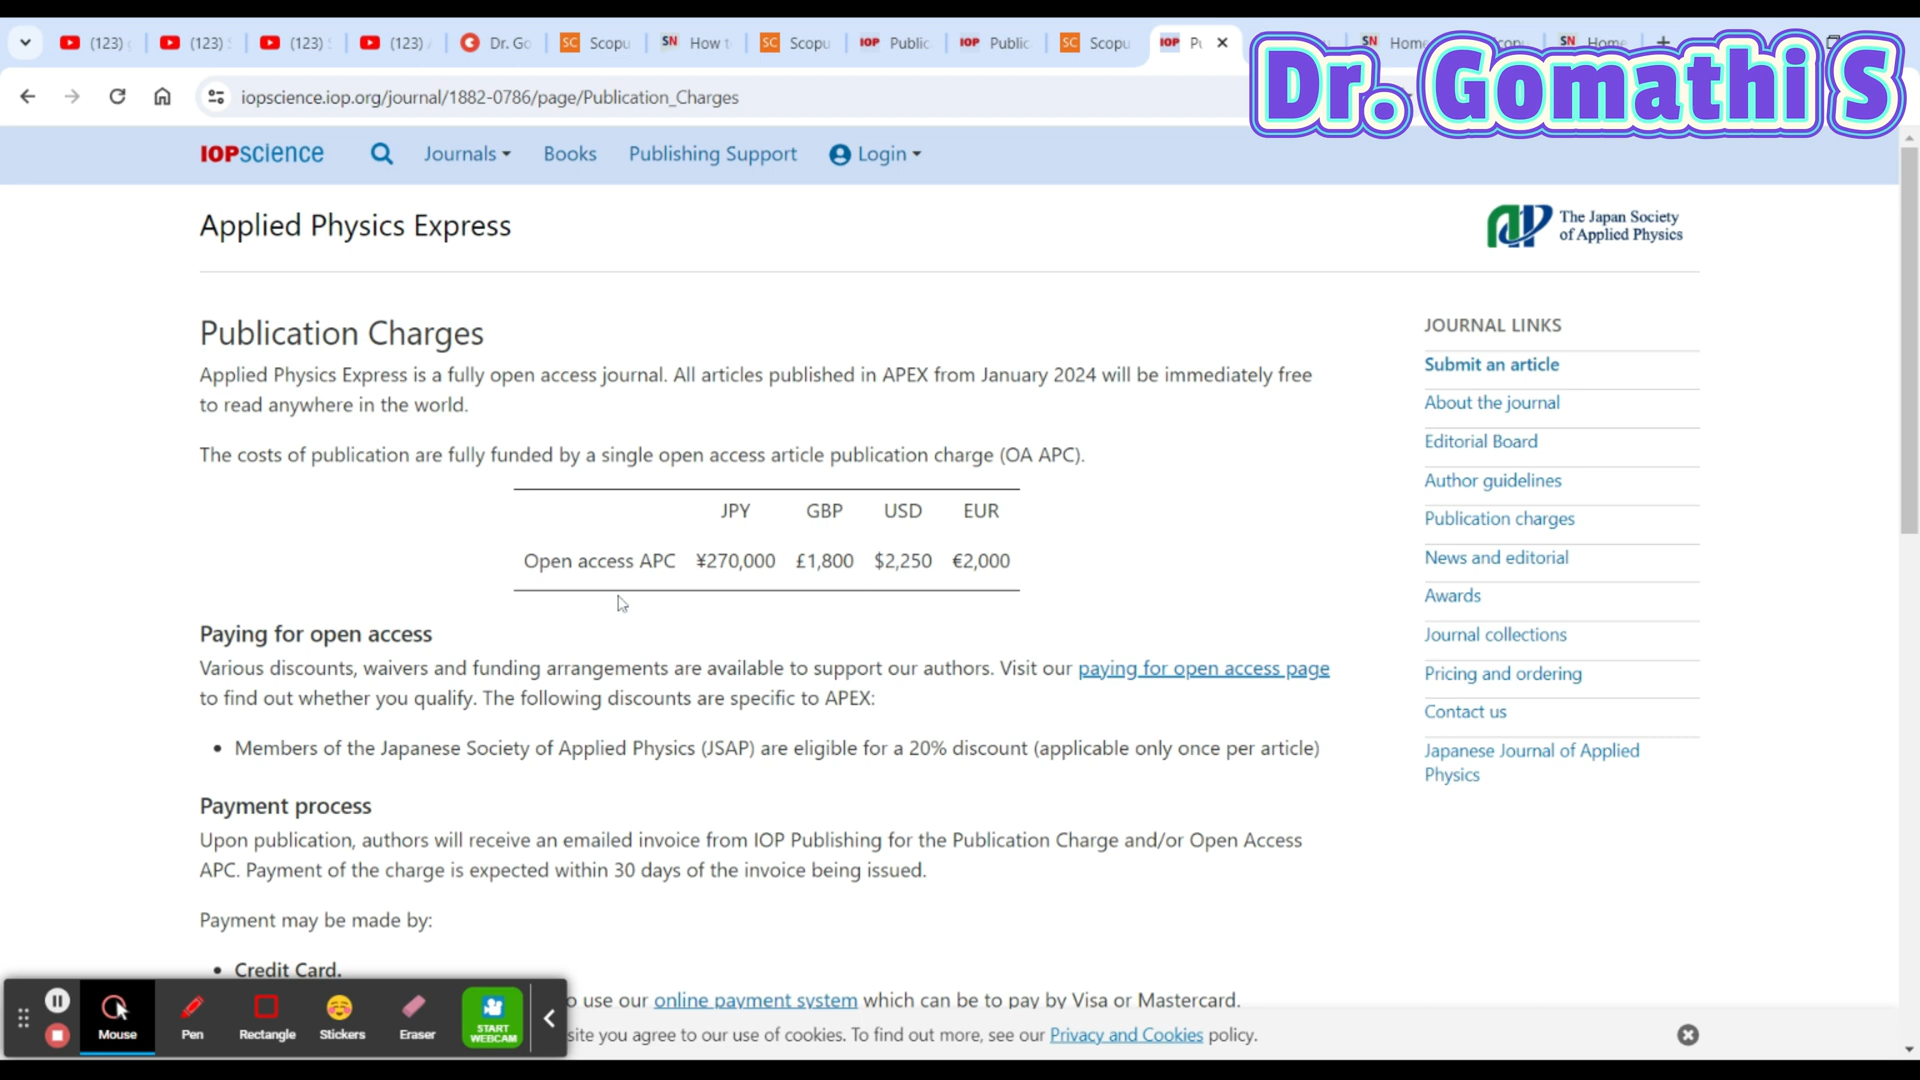 (123)
(123)
(123)
(123)
Dr. Go
SC Scopu
SN How t
SC Scopu
IOP Public
IOP Public
SC Scopu
IOP Pu
SN Home
SN Home
Dr. Gomathi S
iopscience.iop.org/journal/1882-0786/page/Publication_Charges
IOPSCIENCE
Journals
Books
Publishing Support
Login
Applied Physics Express
The Japan Society
of Applied Physics
Publication Charges
Applied Physics Express is a fully open access journal. All articles published in APEX from January 2024 will be immediately free
to read anywhere in the world.
The costs of publication are fully funded by a single open access article publication charge (OA APC).
JPY GBP USD EUR
Open access APC ¥270,000 £1,800 $2,250 €2,000
Paying for open access
Various discounts, waivers and funding arrangements are available to support our authors. Visit our paying for open access page
to find out whether you qualify. The following discounts are specific to APEX:
• Members of the Japanese Society of Applied Physics (JSAP) are eligible for a 20% discount (applicable only once per article)
Payment process
Upon publication, authors will receive an emailed invoice from IOP Publishing for the Publication Charge and/or Open Access
APC. Payment of the charge is expected within 30 days of the invoice being issued.
Payment may be made by:
• Credit Card.
o use our online payment system which can be to pay by Visa or Mastercard.
site you agree to our use of cookies. To find out more, see our Privacy and Cookies policy.
JOURNAL LINKS
Submit an article
About the journal
Editorial Board
Author guidelines
Publication charges
News and editorial
Awards
Journal collections
Pricing and ordering
Contact us
Japanese Journal of Applied
Physics
Mouse
Pen
Rectangle
Stickers
Eraser
START
WEBCAM